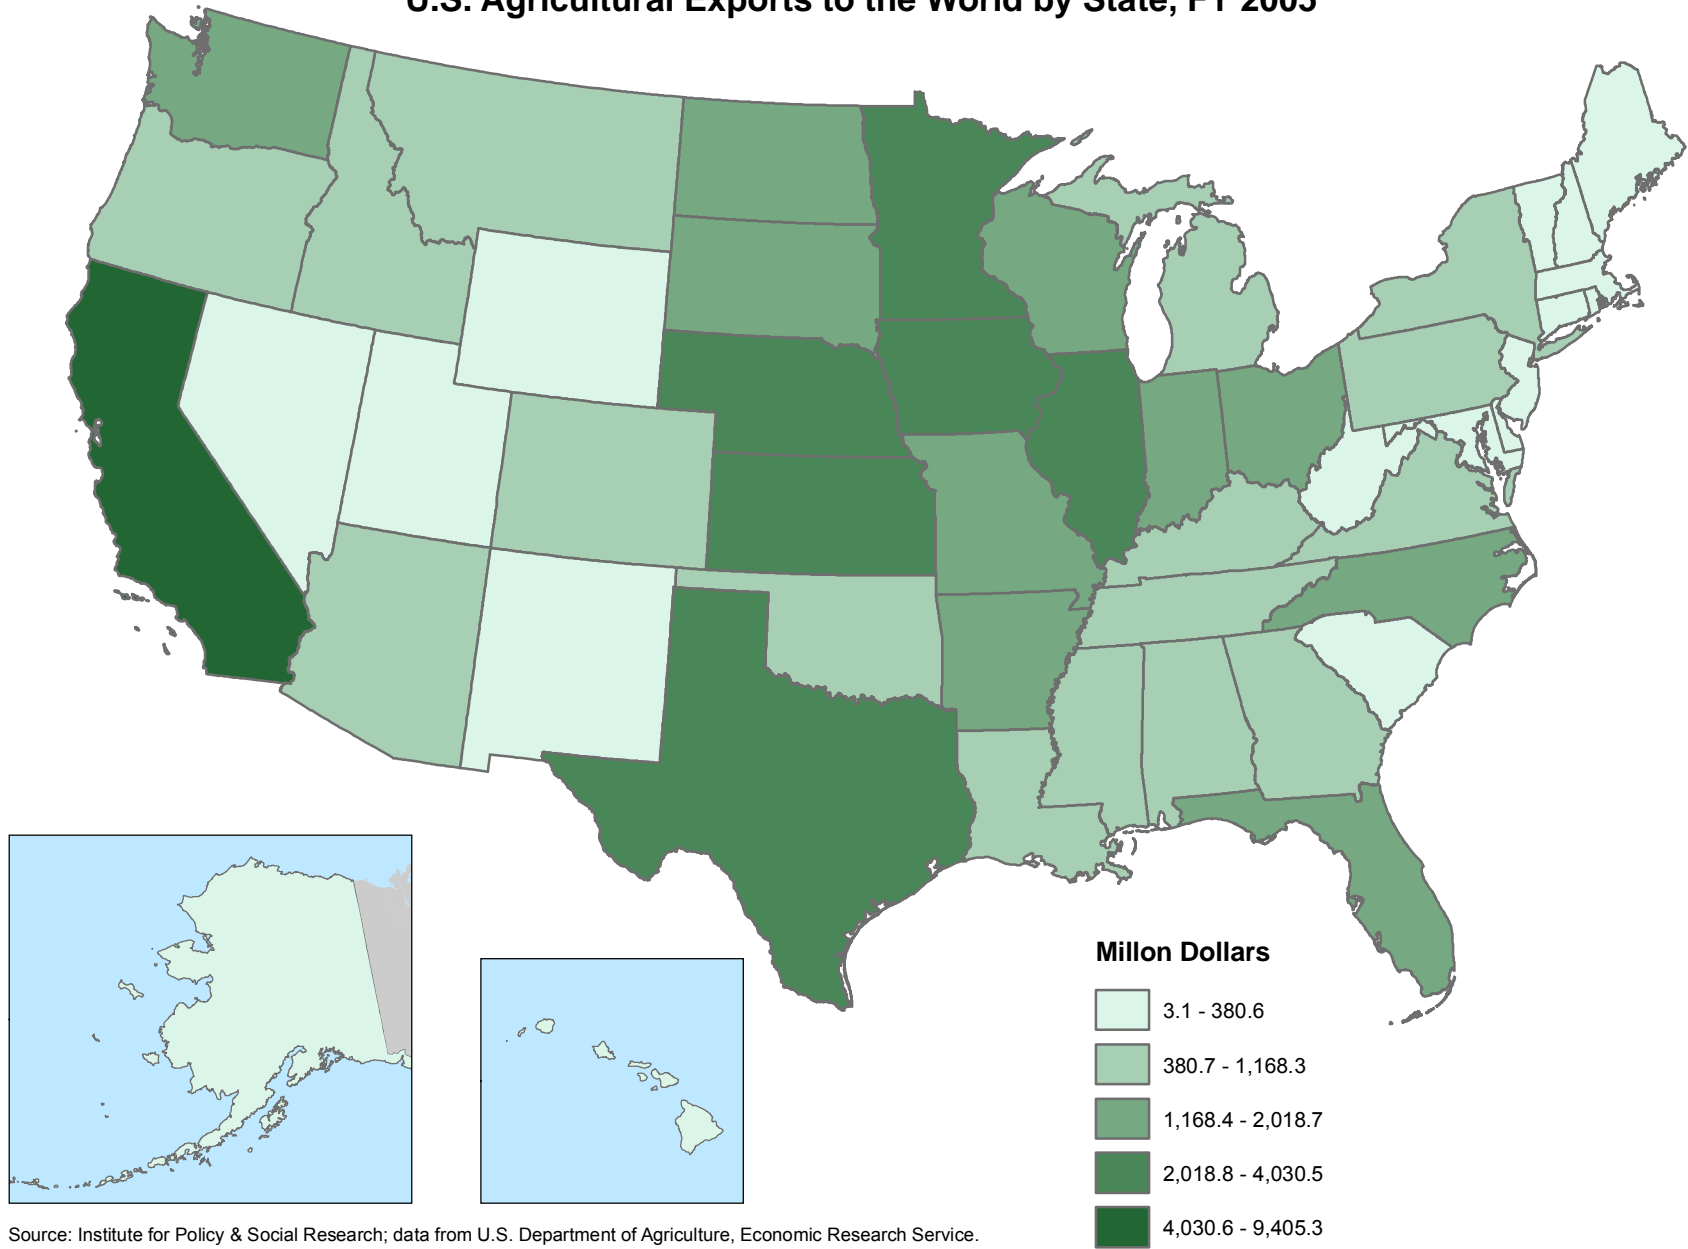 U.S. Agricultural Exports to the World by State, FY 2005
Millon Dollars
3.1 - 380.6
380.7 - 1,168.3
1,168.4 - 2,018.7
2,018.8 - 4,030.5
4,030.6 - 9,405.3
Source: Institute for Policy & Social Research; data from U.S. Department of Agriculture, Economic Research Service.